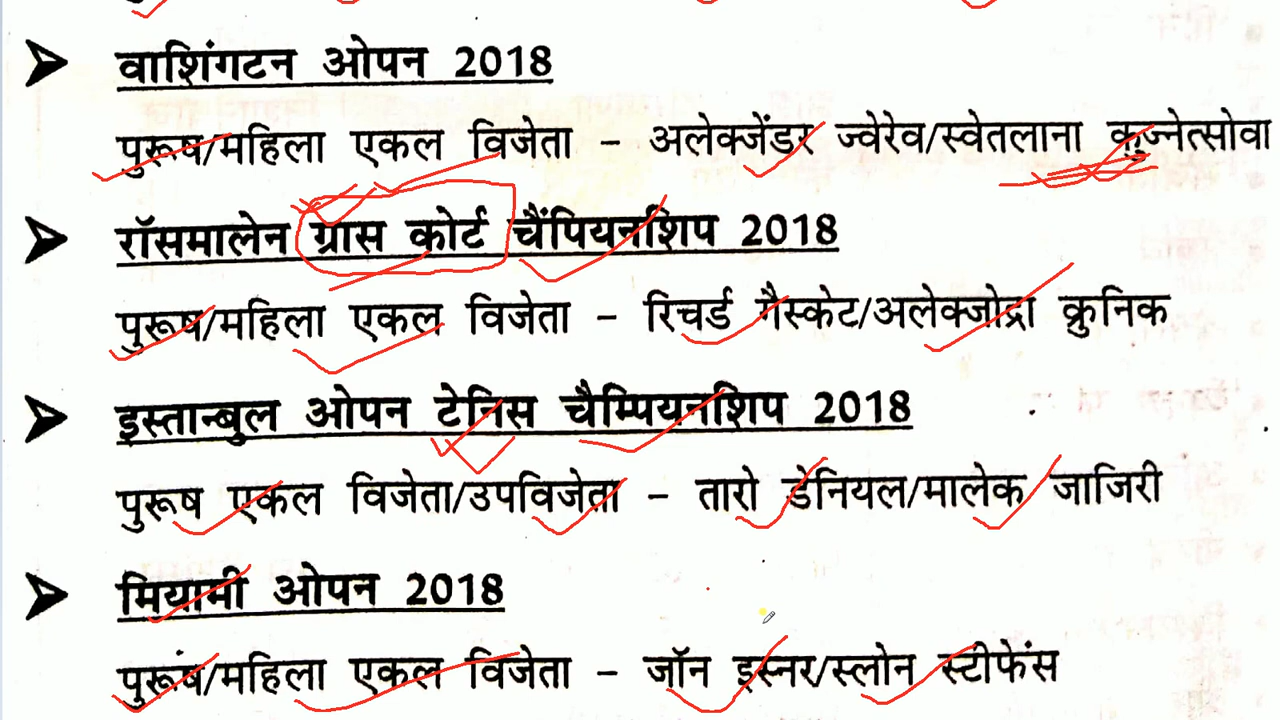 वाशिंगटन ओपन 2018
पुरूष/महिला एकल विजेता – अलेक्जेंडर ज्वेरेव/स्वेतलाना कुज्नेत्सोवा
रॉसमालेन ग्रास कोर्ट चैंपियनशिप 2018
पुरूष/महिला एकल विजेता – रिचर्ड गैस्केट/अलेक्जोद्रा क्रुनिक
इस्तान्बुल ओपन टेनिस चैम्पियनशिप 2018
पुरूष एकल विजेता/उपविजेता – तारो डेनियल/मालेक जाजिरी
मियामी ओपन 2018
पुरूंष/महिला एकल विजेता – जॉन इस्नर/स्लोन स्टीफेंस